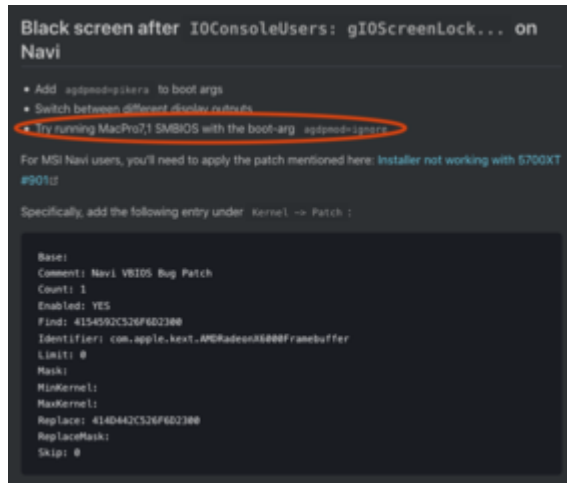 Black screen after IOConsoleUsers: gIOScreenLock... on
Navi
• Add agdpmod=pikera to boot args
• Switch between different display outputs
• Try running MacPro7,1 SMBIOS with the boot-arg agdpmod=ignore
For MSI Navi users, you'll need to apply the patch mentioned here: Installer not working with 5700XT
#901
Specifically, add the following entry under Kernel -> Patch :
Base:
Comment: Navi VBIOS Bug Patch
Count: 1
Enabled: YES
Find: 4154592C526F6D2300
Identifier: com.apple.kext.AMDRadeonX6000Framebuffer
Limit: 0
Mask:
MinKernel:
MaxKernel:
Replace: 414D442C526F6D2300
ReplaceMask:
Skip: 0